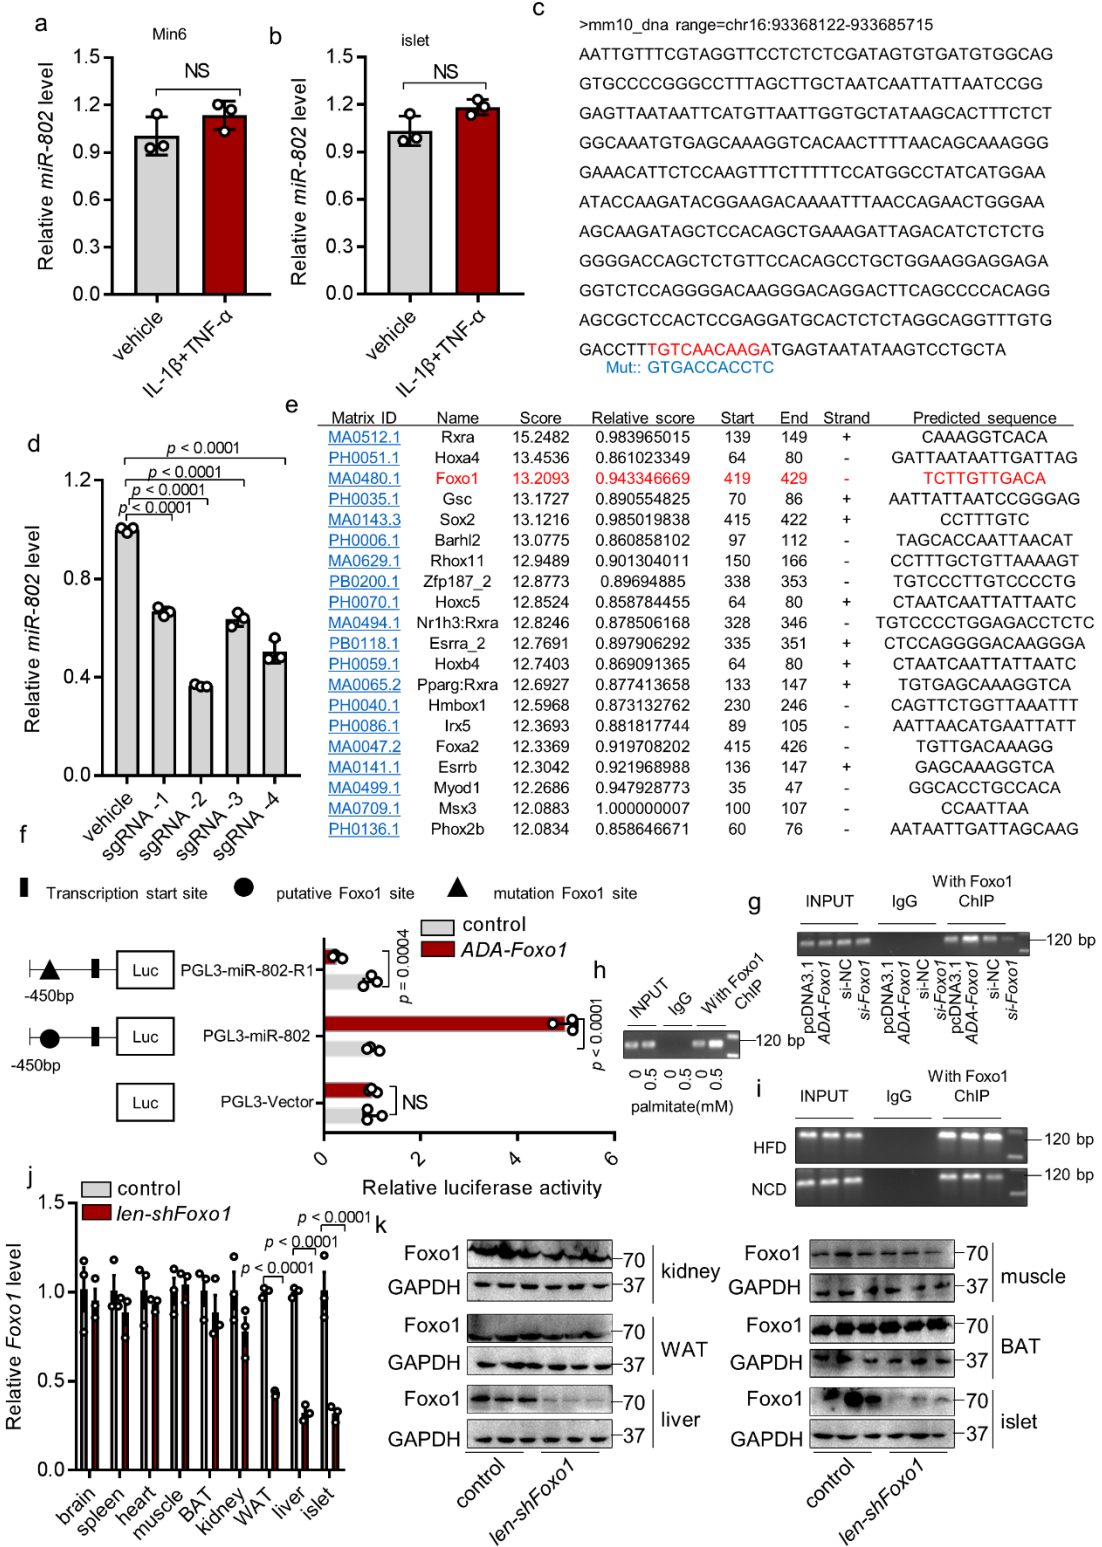 a
Min6
Relative miR-802 level
1.5
1.2
0.9
0.6
0.3
0.0
NS
vehicle
IL-1β+TNF-α
b
islet
Relative miR-802 level
1.5
1.2
0.9
0.6
0.3
0.0
NS
vehicle
IL-1β+TNF-α
c
>mm10_dna range=chr16:93368122-933685715
AATTGTTTCGTAGGTTCCTCTCTCGATAGTGTGATGTGGCAG
GTGCCCCGGGCCTTTAGCTTGCTAATCAATTATTAATCCGG
GAGTTAATAATTCATGTTAATTGGTGCTATAAGCACTTTCTCT
GGCAAATGTGAGCAAAGGTCACAACTTTTAACAGCAAAGGG
GAAACATTCTCCAAGTTTCTTTTTCCATGGCCTATCATGGAA
ATACCAAGATACGGAAGACAAAATTTAACCAGAACTGGGAA
AGCAAGATAGCTCCACAGCTGAAAGATTAGACATCTCTCTG
GGGGACCAGCTCTGTTCCACAGCCTGCTGGAAGGAGGAGA
GGTCTCCAGGGGACAAGGGACAGGACTTCAGCCCCACAGG
AGCGCTCCACTCCGAGGATGCACTCTCTAGGCAGGTTTGTG
GACCTTTGTCAACAAGATGAGTAATATAAGTCCTGCTA
Mut:: GTGACCACCTC
d
Relative miR-802 level
1.2
0.8
0.4
0.0
p < 0.0001
p < 0.0001
p < 0.0001
p < 0.0001
vehicle
sgRNA -1
sgRNA -2
sgRNA -3
sgRNA -4
e
Matrix ID Name Score Relative score Start End Strand Predicted sequence
MA0512.1 Rxra 15.2482 0.983965015 139 149 + CAAAGGTCACA
PH0051.1 Hoxa4 13.4536 0.861023349 64 80 - GATTAATAATTGATTAG
MA0480.1 Foxo1 13.2093 0.943346669 419 429 - TCTTGTTGACA
PH0035.1 Gsc 13.1727 0.890554825 70 86 + AATTATTAATCCGGGAG
MA0143.3 Sox2 13.1216 0.985019838 415 422 + CCTTTGTC
PH0006.1 Barhl2 13.0775 0.860858102 97 112 - TAGCACCAATTAACAT
MA0629.1 Rhox11 12.9489 0.901304011 150 166 - CCTTTGCTGTTAAAAGT
PB0200.1 Zfp187_2 12.8773 0.89694885 338 353 - TGTCCCTTGTCCCCTG
PH0070.1 Hoxc5 12.8524 0.858784455 64 80 + CTAATCAATTATTAATC
MA0494.1 Nr1h3:Rxra 12.8246 0.878506168 328 346 - TGTCCCCTGGAGACCTCTC
PB0118.1 Esrra_2 12.7691 0.897906292 335 351 + CTCCAGGGGACAAGGGA
PH0059.1 Hoxb4 12.7403 0.869091365 64 80 + CTAATCAATTATTAATC
MA0065.2 Pparg:Rxra 12.6927 0.877413658 133 147 + TGTGAGCAAAGGTCA
PH0040.1 Hmbox1 12.5968 0.873132762 230 246 - CAGTTCTGGTTAAATTT
PH0086.1 Irx5 12.3693 0.881817744 89 105 - AATTAACATGAATTATT
MA0047.2 Foxa2 12.3369 0.919708202 415 426 - TGTTGACAAAGG
MA0141.1 Esrrb 12.3042 0.921968988 136 147 + GAGCAAAGGTCA
MA0499.1 Myod1 12.2686 0.947928773 35 47 - GGCACCTGCCACA
MA0709.1 Msx3 12.0883 1.000000007 100 107 - CCAATTAA
PH0136.1 Phox2b 12.0834 0.858646671 60 76 - AATAATTGATTAGCAAG
f
Transcription start site
putative Foxo1 site
mutation Foxo1 site
control
ADA-Foxo1
-450bp
Luc
PGL3-miR-802-R1
p = 0.0004
-450bp
Luc
PGL3-miR-802
p < 0.0001
Luc
PGL3-Vector
NS
0
2
4
6
Relative luciferase activity
g
INPUT
IgG
With Foxo1
ChIP
120 bp
pcDNA3.1
ADA-Foxo1
si-NC
si-Foxo1
pcDNA3.1
ADA-Foxo1
si-NC
si-Foxo1
pcDNA3.1
ADA-Foxo1
si-NC
si-Foxo1
h
INPUT
IgG
With Foxo1
ChIP
120 bp
0
0.5
0
0.5
0
0.5
palmitate(mM)
i
INPUT
IgG
With Foxo1
ChIP
HFD
120 bp
NCD
120 bp
j
control
len-shFoxo1
Relative Foxo1 level
1.5
1.0
0.5
0.0
p < 0.0001
p < 0.0001
p < 0.0001
brain
spleen
heart
muscle
BAT
kidney
WAT
liver
islet
k
Foxo1
70
GAPDH
37
kidney
Foxo1
70
GAPDH
37
WAT
Foxo1
70
GAPDH
37
liver
control
len-shFoxo1
Foxo1
70
GAPDH
37
muscle
Foxo1
70
GAPDH
37
BAT
Foxo1
70
GAPDH
37
islet
control
len-shFoxo1